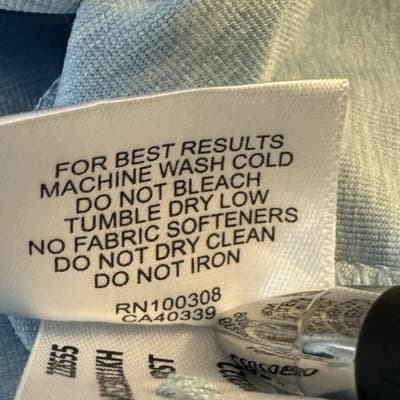 FOR BEST RESULTS
MACHINE WASH COLD
DO NOT BLEACH
TUMBLE DRY LOW
NO FABRIC SOFTENERS
DO NOT DRY CLEAN
DO NOT IRON
RN100308
CA40339